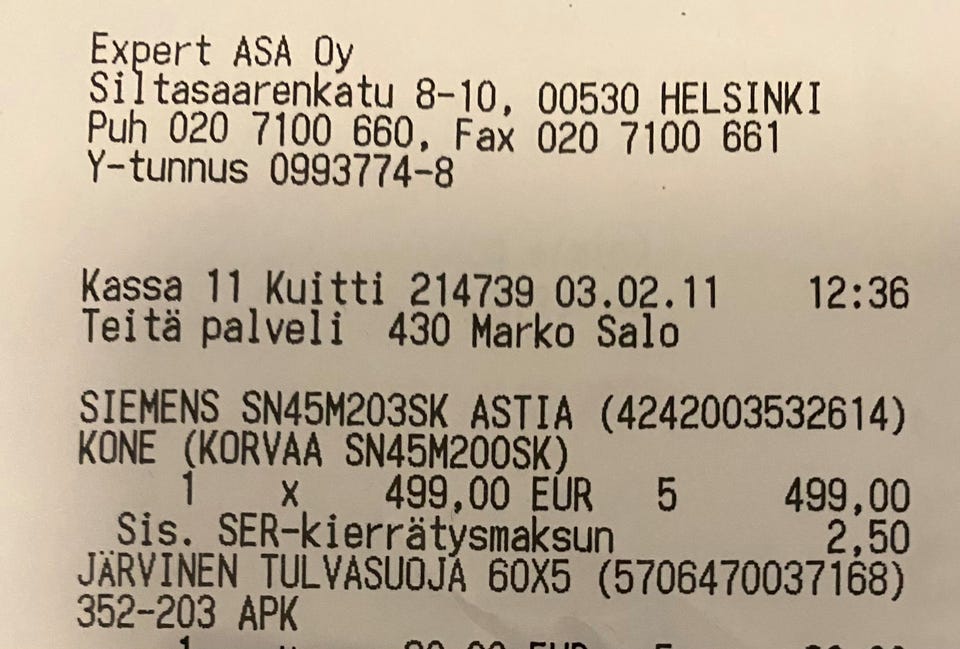 Expert ASA Oy
Siltasaarenkatu 8-10, 00530 HELSINKI
Puh 020 7100 660, Fax 020 7100 661
Y-tunnus 0993774-8
Kassa 11 Kuitti 214739 03.02.11 12:36
Teitä palveli 430 Marko Salo
SIEMENS SN45M203SK ASTIA (4242003532614)
KONE (KORVAA SN45M200SK)
1 x 499,00 EUR 5 499,00
Sis. SER-kierrätysmaksun 2,50
JÄRVINEN TULVASUOJA 60X5 (5706470037168)
352-203 APK